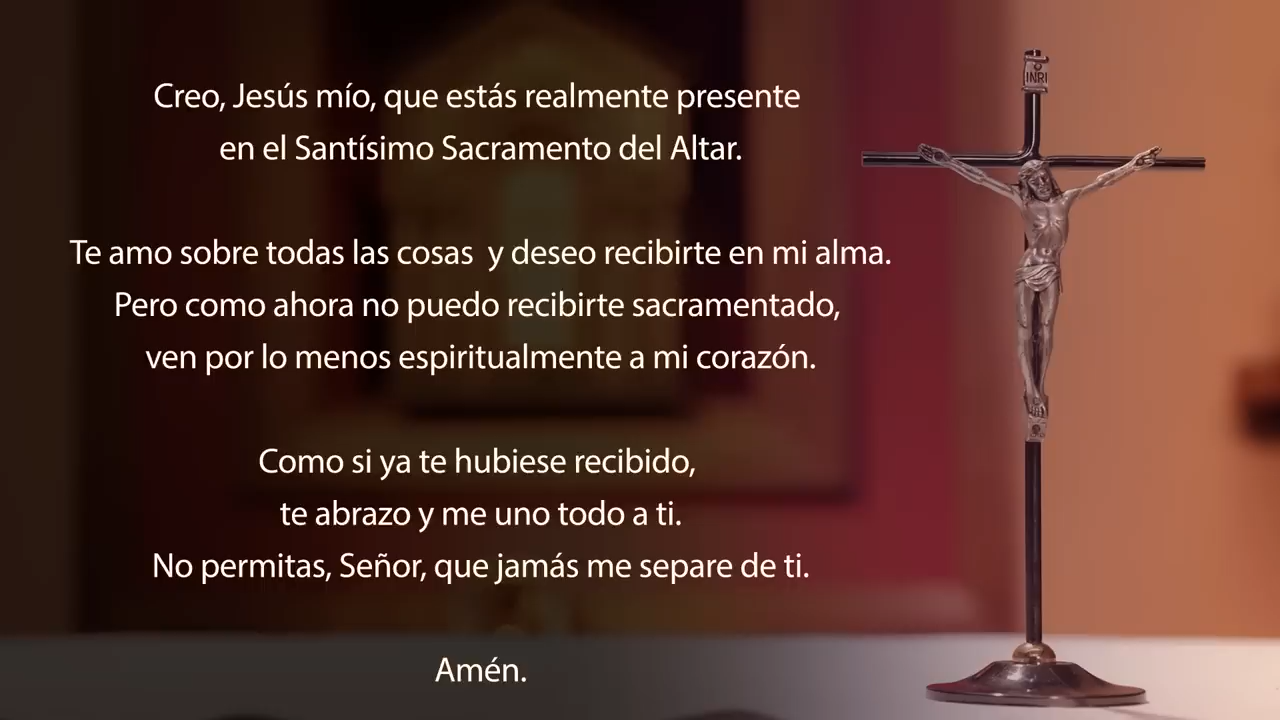 INRI
Creo, Jesús mío, que estás realmente presente
en el Santísimo Sacramento del Altar.
Te amo sobre todas las cosas  y deseo recibirte en mi alma.
Pero como ahora no puedo recibirte sacramentado,
ven por lo menos espiritualmente a mi corazón.
Como si ya te hubiese recibido,
te abrazo y me uno todo a ti.
No permitas, Señor, que jamás me separe de ti.
Amén.